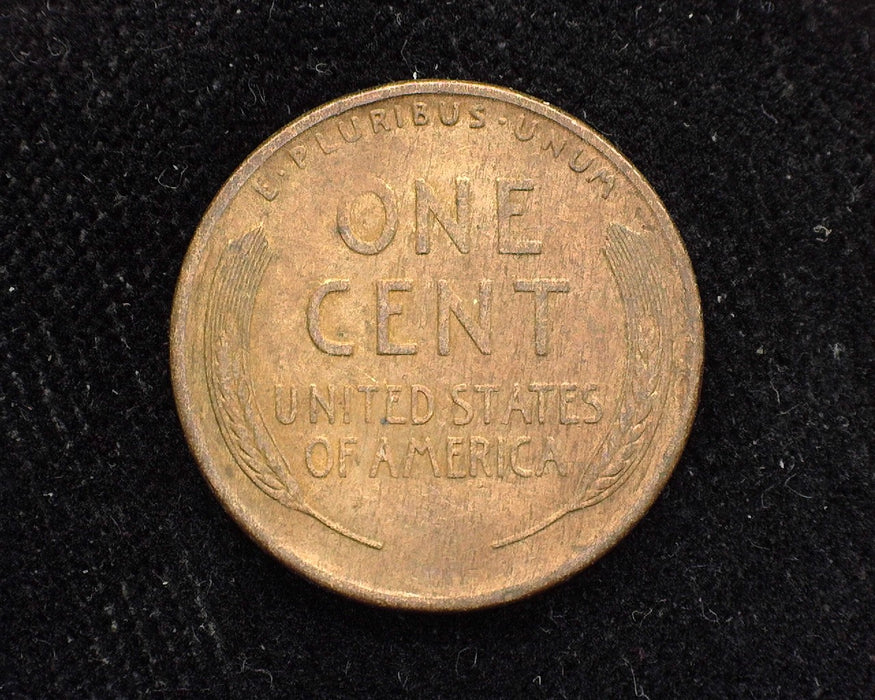 E·PLURIBUS·UNUM
ONE
CENT
UNITED STATES
OF AMERICA